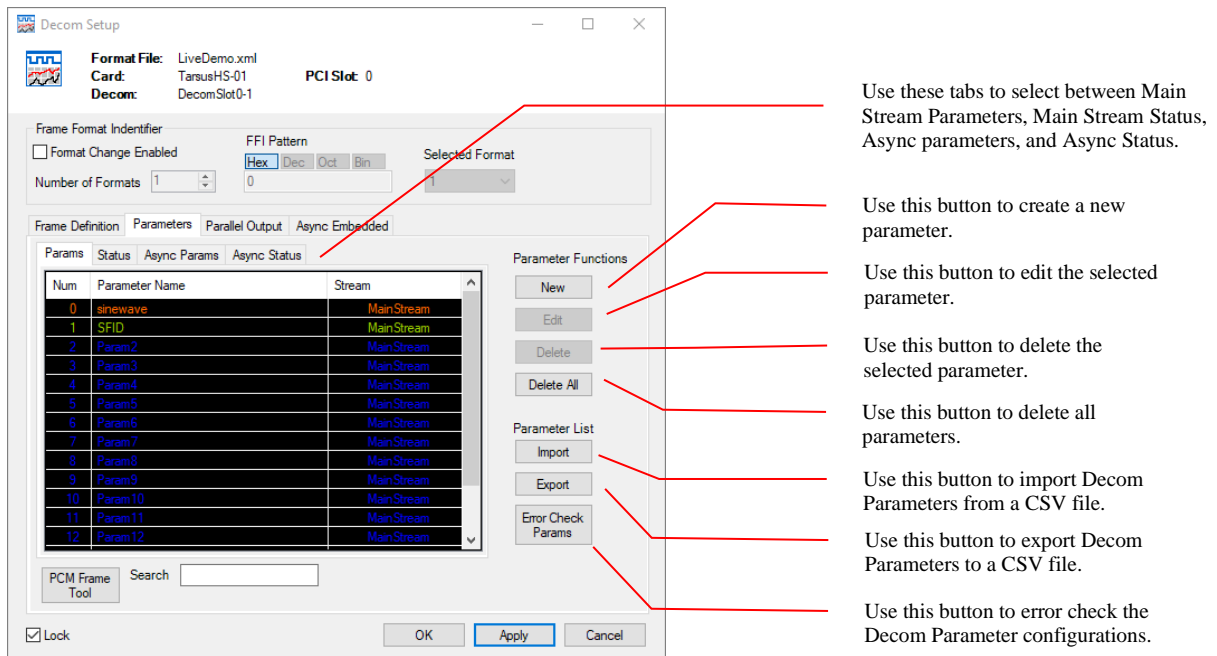 Decom Setup
Format File: LiveDemo.xml
Card: TarsusHS-01 PCI Slot: 0
Decom: DecomSlot0-1
Frame Format Indentifier
Format Change Enabled
FFI Pattern
Hex Dec Oct Bin
Selected Format
Number of Formats 1
0
1
Frame Definition Parameters Parallel Output Async Embedded
Params Status Async Params Async Status
Num Parameter Name Stream
0 sinewave MainStream
1 SFID MainStream
2 Param2 MainStream
3 Param3 MainStream
4 Param4 MainStream
5 Param5 MainStream
6 Param6 MainStream
7 Param7 MainStream
8 Param8 MainStream
9 Param9 MainStream
10 Param10 MainStream
11 Param11 MainStream
12 Param12 MainStream
Parameter Functions
New
Edit
Delete
Delete All
Parameter List
Import
Export
Error Check
Params
PCM Frame
Tool
Search
Lock
OK Apply Cancel
Use these tabs to select between Main
Stream Parameters, Main Stream Status,
Async parameters, and Async Status.
Use this button to create a new
parameter.
Use this button to edit the selected
parameter.
Use this button to delete the
selected parameter.
Use this button to delete all
parameters.
Use this button to import Decom
Parameters from a CSV file.
Use this button to export Decom
Parameters to a CSV file.
Use this button to error check the
Decom Parameter configurations.